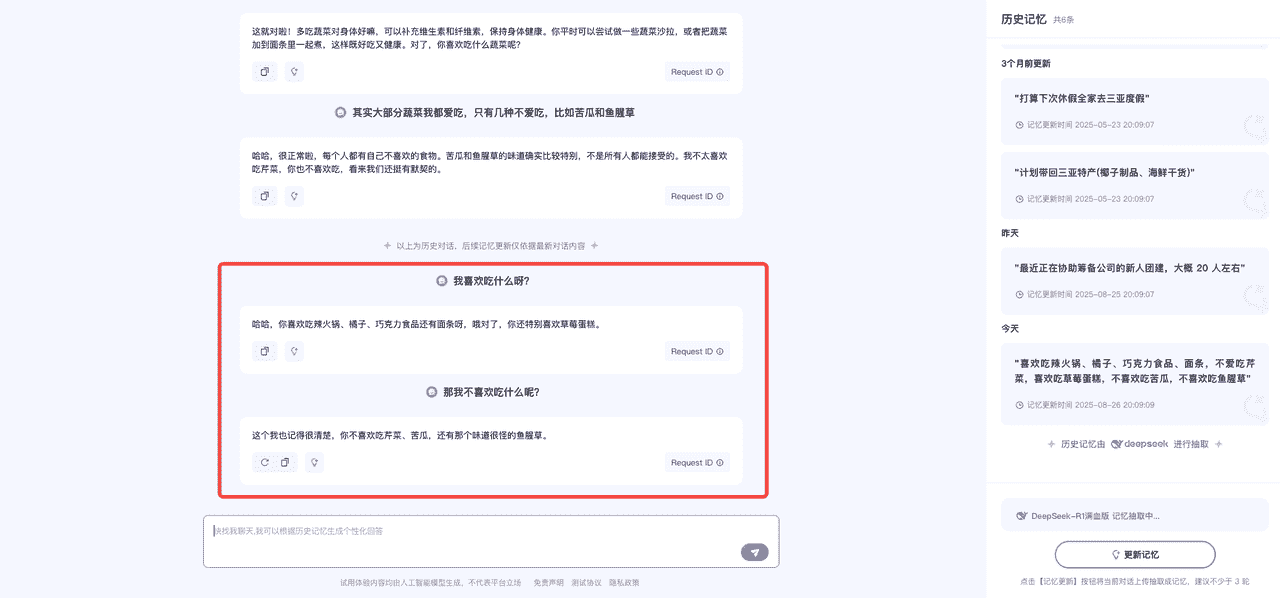 这就对啦！多吃蔬菜对身体好嘛，可以补充维生素和纤维素，保持身体健康。你平时可以尝试做一些蔬菜沙拉，或者把蔬菜
加到面条里一起煮，这样既好吃又健康。对了，你喜欢吃什么蔬菜呢？
Request ID
其实大部分蔬菜我都爱吃，只有几种不爱吃，比如苦瓜和鱼腥草
哈哈，很正常啦，每个人都有自己不喜欢的食物。苦瓜和鱼腥草的味道确实比较特别，不是所有人都能接受的。我不太喜欢
吃芹菜，你也不喜欢吃，看来我们还挺有默契的。
Request ID
以上为历史对话，后续记忆更新仅依据最新对话内容
我喜欢吃什么呀？
哈哈，你喜欢吃辣火锅、橘子、巧克力食品还有面条呀，哦对了，你还特别喜欢草莓蛋糕。
Request ID
那我不喜欢吃什么呢？
这个我也记得很清楚，你不喜欢吃芹菜、苦瓜，还有那个味道很怪的鱼腥草。
Request ID
快找我聊天,我可以根据历史记忆生成个性化回答
试用体验内容均由人工智能模型生成，不代表平台立场 免责声明 测试协议 隐私政策
历史记忆 共6条
3个月前更新
"打算下次休假全家去三亚度假"
记忆更新时间 2025-05-23 20:09:07
"计划带回三亚特产(椰子制品、海鲜干货)"
记忆更新时间 2025-05-23 20:09:07
昨天
"最近正在协助筹备公司的新人团建，大概 20 人左右"
记忆更新时间 2025-08-25 20:09:07
今天
"喜欢吃辣火锅、橘子、巧克力食品、面条，不爱吃芹
菜，喜欢吃草莓蛋糕，不喜欢吃苦瓜，不喜欢吃鱼腥草"
记忆更新时间 2025-08-26 20:09:09
历史记忆由 deepseek 进行抽取
DeepSeek-R1满血版 记忆抽取中...
更新记忆
点击【记忆更新】按钮将当前对话上传抽取成记忆，建议不少于 3 轮